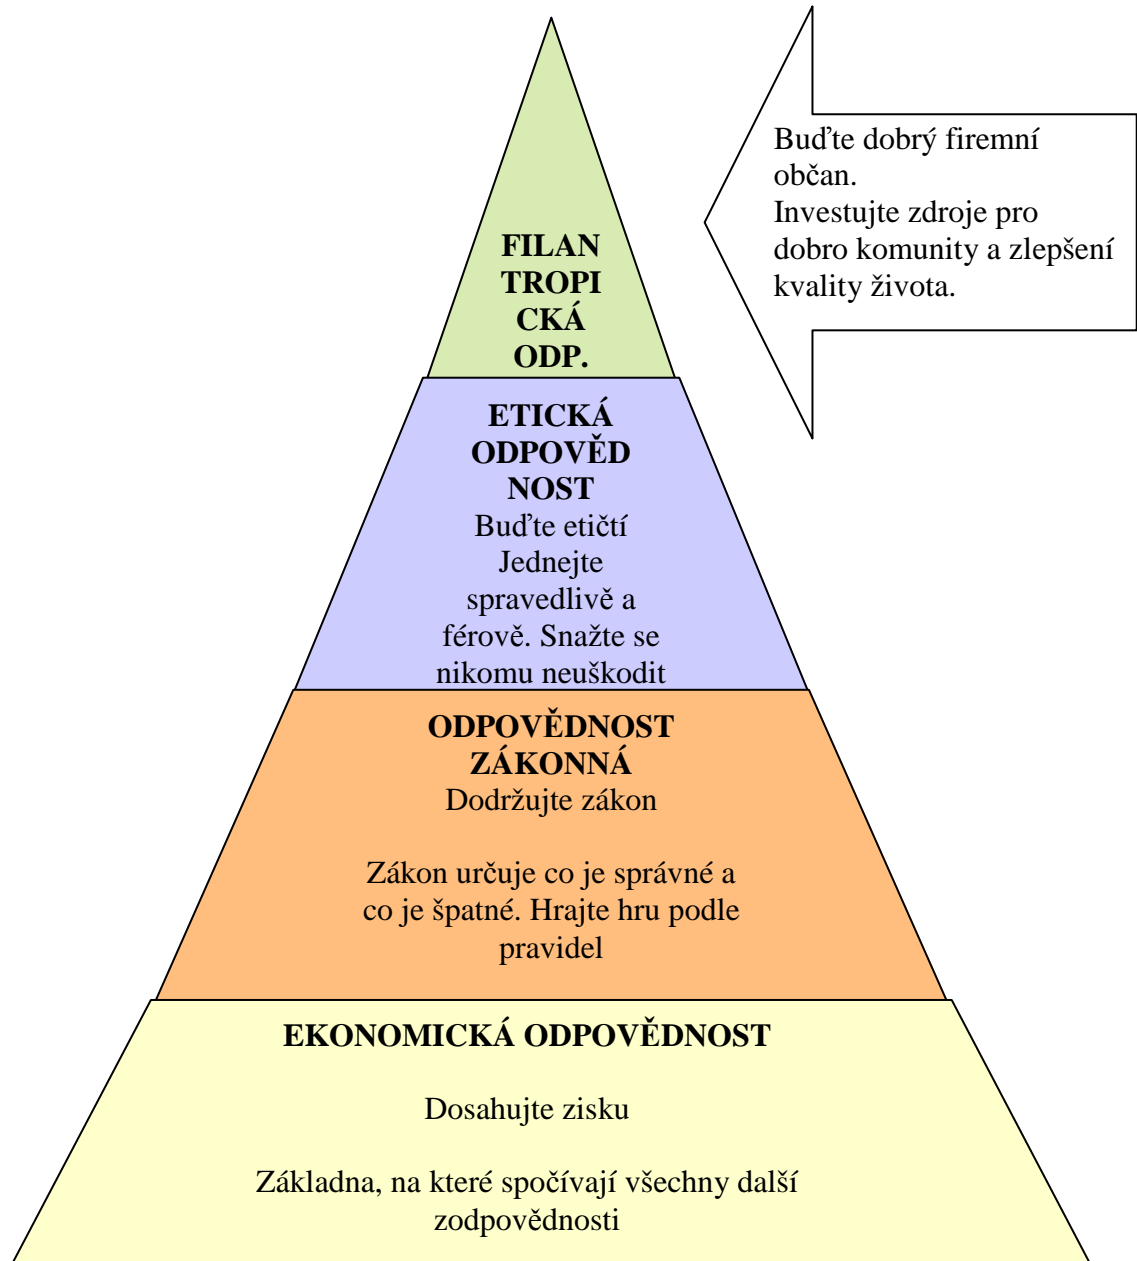 Buďte dobrý firemní
občan.
Investujte zdroje pro
dobro komunity a zlepšení
kvality života.
FILAN
TROPI
CKÁ
ODP.
ETICKÁ
ODPOVĚD
NOST
Buďte etičtí
Jednejte
spravedlivě a
férově. Snažte se
nikomu neuškodit
ODPOVĚDNOST
ZÁKONNÁ
Dodržujte zákon
Zákon určuje co je správné a
co je špatné. Hrajte hru podle
pravidel
EKONOMICKÁ ODPOVĚDNOST
Dosahujte zisku
Základna, na které spočívají všechny další
zodpovědnosti